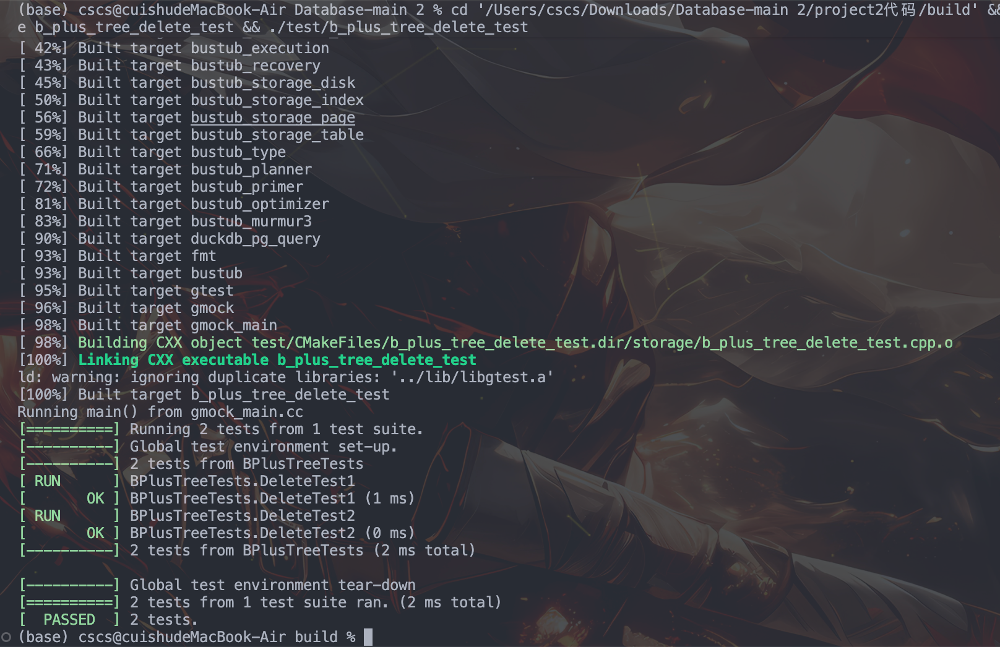 (base) cscs@cuishudeMacBook-Air Database-main 2 % cd '/Users/cscs/Downloads/Database-main 2/project2代码/build' &&
e b_plus_tree_delete_test && ./test/b_plus_tree_delete_test
[ 42%] Built target bustub_execution
[ 43%] Built target bustub_recovery
[ 45%] Built target bustub_storage_disk
[ 50%] Built target bustub_storage_index
[ 56%] Built target bustub_storage_page
[ 59%] Built target bustub_storage_table
[ 66%] Built target bustub_type
[ 71%] Built target bustub_planner
[ 72%] Built target bustub_primer
[ 81%] Built target bustub_optimizer
[ 83%] Built target bustub_murmur3
[ 90%] Built target duckdb_pg_query
[ 93%] Built target fmt
[ 93%] Built target bustub
[ 95%] Built target gtest
[ 96%] Built target gmock
[ 98%] Built target gmock_main
[ 98%] Building CXX object test/CMakeFiles/b_plus_tree_delete_test.dir/storage/b_plus_tree_delete_test.cpp.o
[100%] Linking CXX executable b_plus_tree_delete_test
ld: warning: ignoring duplicate libraries: '../lib/libgtest.a'
[100%] Built target b_plus_tree_delete_test
Running main() from gmock_main.cc
[==========] Running 2 tests from 1 test suite.
[----------] Global test environment set-up.
[----------] 2 tests from BPlusTreeTests
[ RUN      ] BPlusTreeTests.DeleteTest1
[       OK ] BPlusTreeTests.DeleteTest1 (1 ms)
[ RUN      ] BPlusTreeTests.DeleteTest2
[       OK ] BPlusTreeTests.DeleteTest2 (0 ms)
[----------] 2 tests from BPlusTreeTests (2 ms total)
[----------] Global test environment tear-down
[==========] 2 tests from 1 test suite ran. (2 ms total)
[  PASSED  ] 2 tests.
(base) cscs@cuishudeMacBook-Air build %